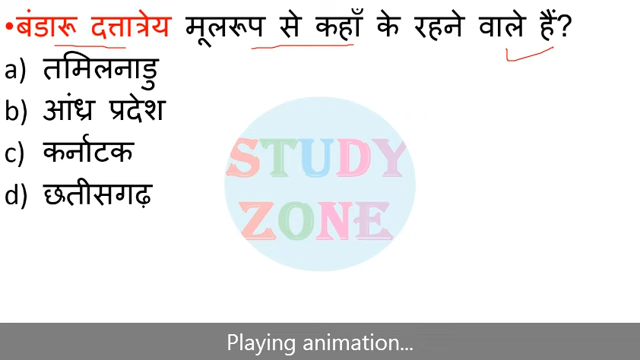 •बंडारू दत्तात्रेय मूलरूप से कहाँ के रहने वाले हैं?
a) तमिलनाडु
b) आंध्र प्रदेश
c) कर्नाटक
d) छतीसगढ़
STUDY
ZONE
Playing animation...